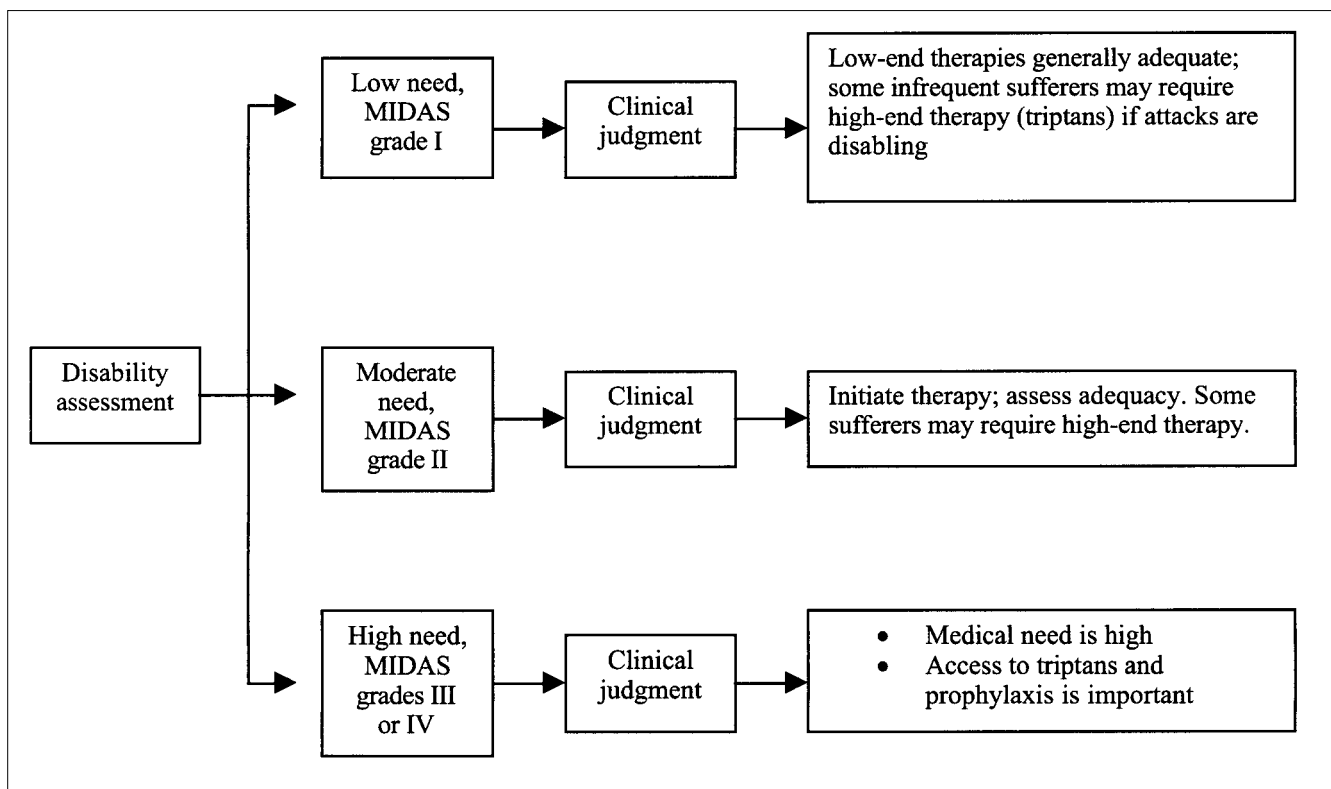 Low need,
MIDAS
grade I
Clinical
judgment
Low-end therapies generally adequate;
some infrequent sufferers may require
high-end therapy (triptans) if attacks are
disabling
Disability
assessment
Moderate
need,
MIDAS
grade II
Clinical
judgment
Initiate therapy; assess adequacy. Some
sufferers may require high-end therapy.
High need,
MIDAS
grades III
or IV
Clinical
judgment
• Medical need is high
• Access to triptans and
prophylaxis is important